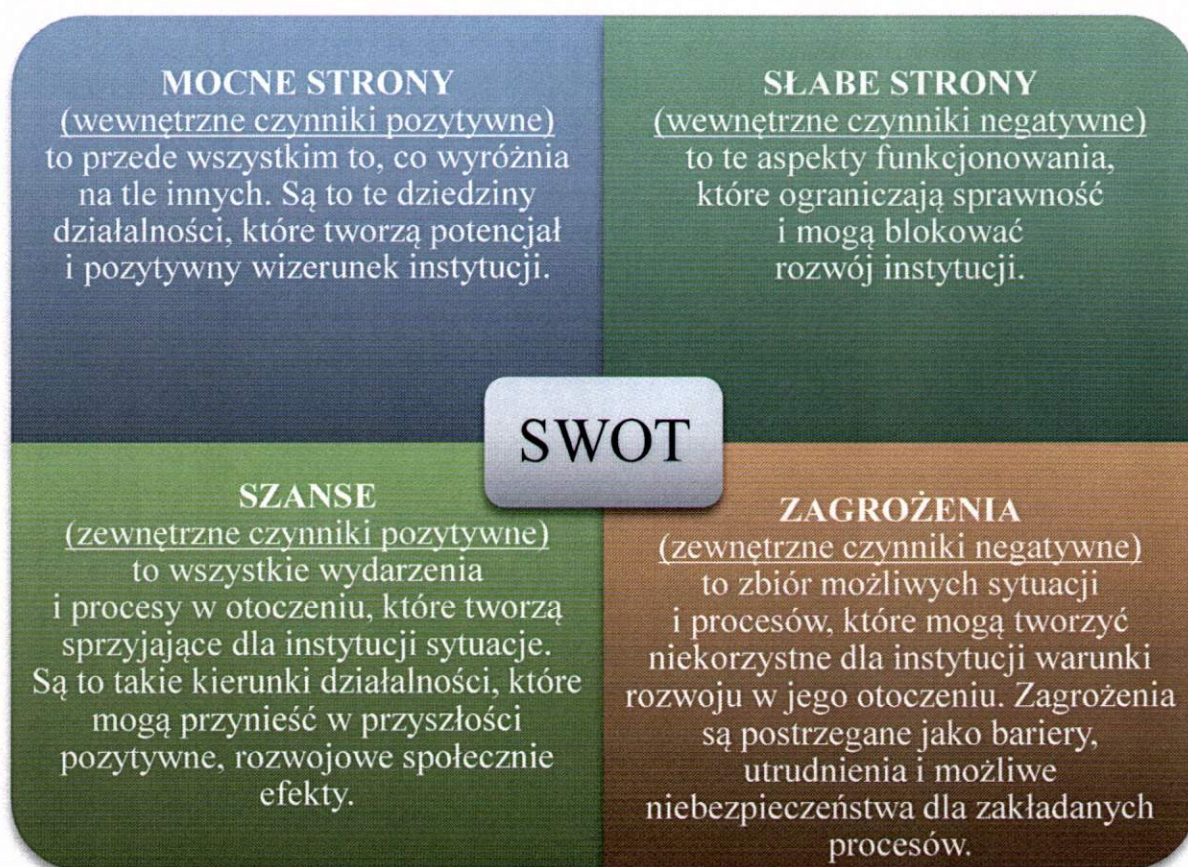 MOCNE STRONY
(wewnętrzne czynniki pozytywne)
to przede wszystkim to, co wyróżnia
na tle innych. Są to te dziedziny
działalności, które tworzą potencjał
i pozytywny wizerunek instytucji.
SŁABE STRONY
(wewnętrzne czynniki negatywne)
to te aspekty funkcjonowania,
które ograniczają sprawność
i mogą blokować
rozwój instytucji.
SWOT
SZANSE
(zewnętrzne czynniki pozytywne)
to wszystkie wydarzenia
i procesy w otoczeniu, które tworzą
sprzyjające dla instytucji sytuacje.
Są to takie kierunki działalności, które
mogą przynieść w przyszłości
pozytywne, rozwojowe społecznie
efekty.
ZAGROŻENIA
(zewnętrzne czynniki negatywne)
to zbiór możliwych sytuacji
i procesów, które mogą tworzyć
niekorzystne dla instytucji warunki
rozwoju w jego otoczeniu. Zagrożenia
są postrzegane jako bariery,
utrudnienia i możliwe
niebezpieczeństwa dla zakładanych
procesów.